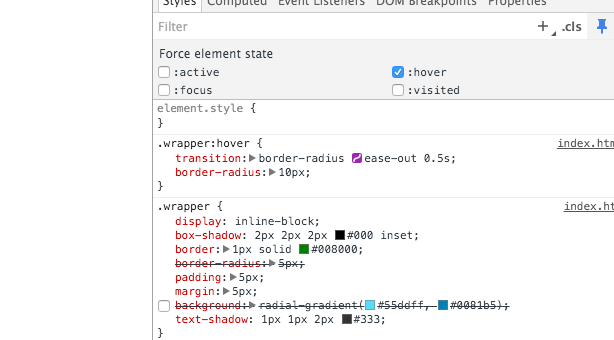 Styles Computed Event Listeners DOM Breakpoints Properties
Filter + .cls
Force element state
:active :hover
:focus :visited
element.style {
}
.wrapper:hover { index.htm
transition: border-radius ease-out 0.5s;
border-radius: 10px;
}
.wrapper { index.ht
display: inline-block;
box-shadow: 2px 2px 2px #000 inset;
border: 1px solid #008000;
border-radius: 5px;
padding: 5px;
margin: 5px;
background: radial-gradient( #55ddff, #0081b5);
text-shadow: 1px 1px 2px #333;
}